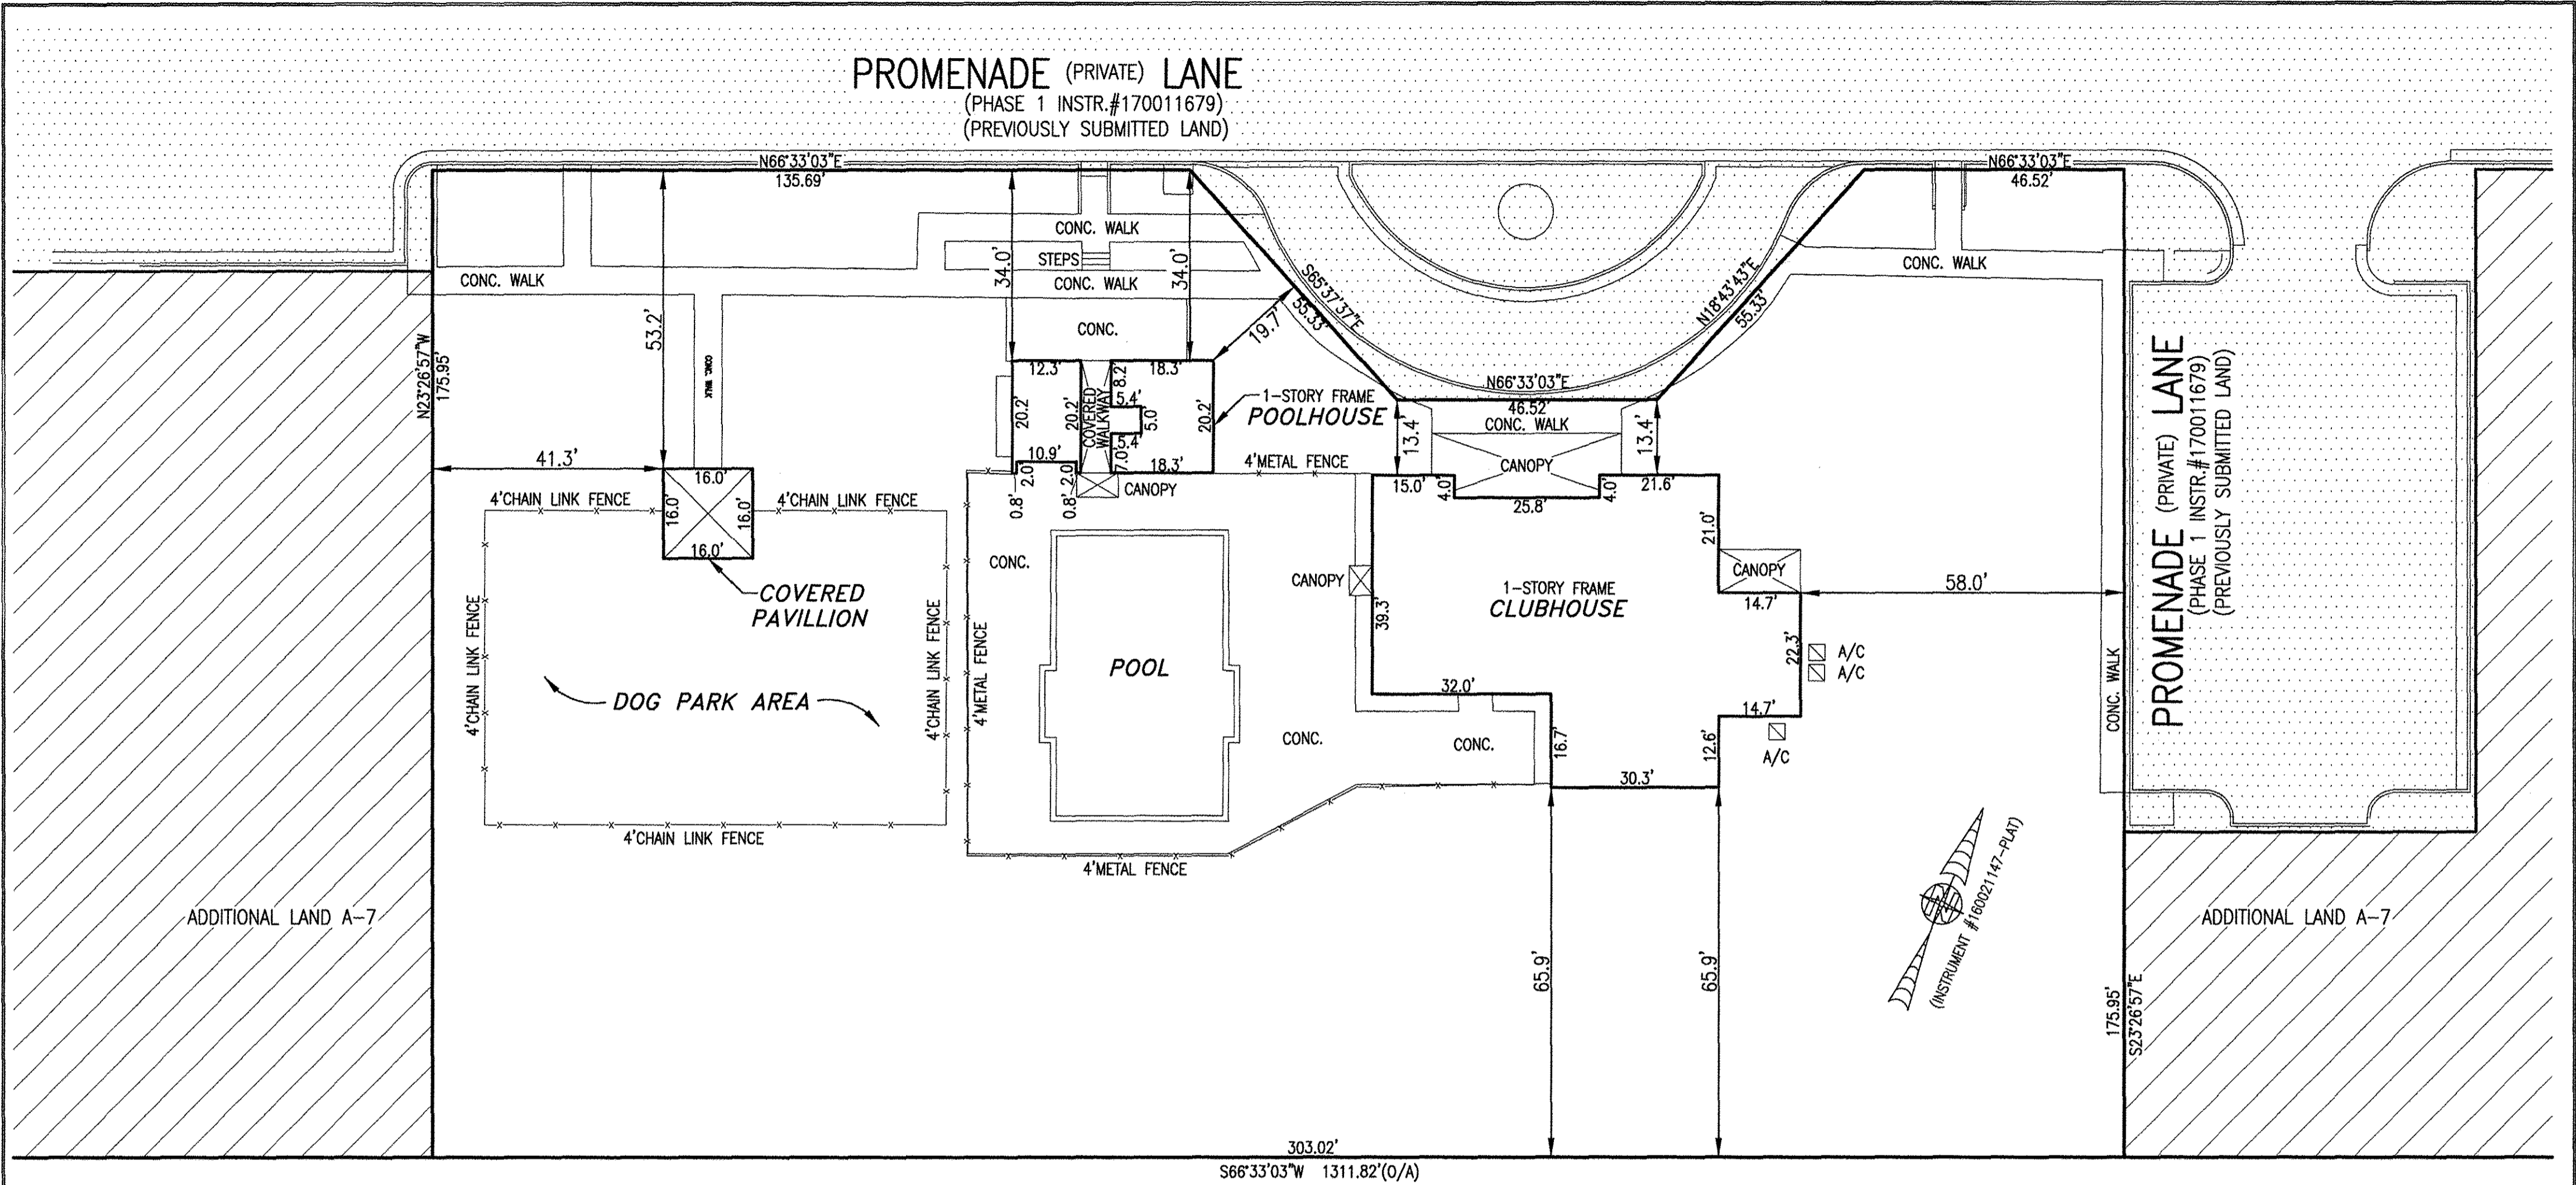 PROMENADE (PRIVATE) LANE
(PHASE 1 INSTR.#170011679)
(PREVIOUSLY SUBMITTED LAND)
N66°33'03"E
135.69'
N66°33'03"E
46.52'
CONC. WALK
STEPS
CONC. WALK
CONC. WALK
CONC. WALK
34.0'
34.0'
53.2'
S65°37'37"E
55.33'
N18°43'43"E
55.33'
19.7'
CONC.
CONC. WALK
N23°26'57"W
175.95'
12.3'
18.3'
8.2'
5.4'
5.0'
5.4'
7.0'
20.2'
20.2'
20.2'
COVERED
WALKWAY
10.9'
18.3'
2.0'
2.0'
0.8'
0.8'
CANOPY
1-STORY FRAME
POOLHOUSE
N66°33'03"E
46.52'
CONC. WALK
13.4'
13.4'
CANOPY
4'METAL FENCE
15.0'
4.0'
25.8'
4.0'
21.6'
21.0'
41.3'
16.0'
16.0'
16.0'
16.0'
4'CHAIN LINK FENCE
4'CHAIN LINK FENCE
COVERED
PAVILLION
4'CHAIN LINK FENCE
4'CHAIN LINK FENCE
4'CHAIN LINK FENCE
DOG PARK AREA
CONC.
4'METAL FENCE
POOL
CANOPY
39.3'
1-STORY FRAME
CLUBHOUSE
CANOPY
14.7'
58.0'
22.3'
A/C
A/C
32.0'
14.7'
A/C
CONC.
CONC.
16.7'
12.6'
30.3'
4'METAL FENCE
CONC. WALK
PROMENADE (PRIVATE) LANE
(PHASE 1 INSTR.#170011679)
(PREVIOUSLY SUBMITTED LAND)
(INSTRUMENT #160021147-PLAT)
ADDITIONAL LAND A-7
ADDITIONAL LAND A-7
65.9'
65.9'
175.95'
S23°26'57"E
303.02'
S66°33'03"W 1311.82'(O/A)